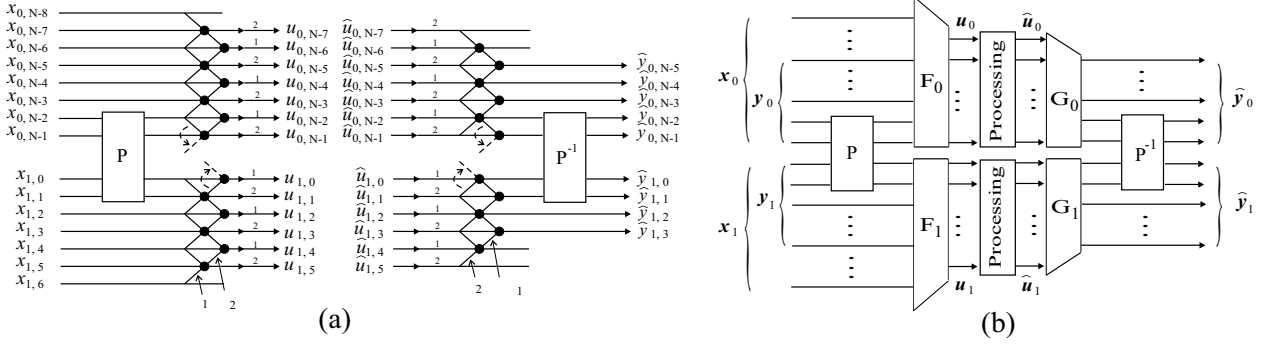 x0, N-8
x0, N-7 2 u0, N-7 û0, N-7 2
x0, N-6 1 u0, N-6 û0, N-6 1
x0, N-5 2 u0, N-5 û0, N-5 2 ŷ0, N-5
x0, N-4 1 u0, N-4 û0, N-4 1 ŷ0, N-4
x0, N-3 2 u0, N-3 û0, N-3 2 ŷ0, N-3
x0, N-2 1 u0, N-2 û0, N-2 1 ŷ0, N-2
x0, N-1 2 u0, N-1 û0, N-1 2 ŷ0, N-1
P P-1
x1, 0 1 u1, 0 û1, 0 1 ŷ1, 0
x1, 1 2 u1, 1 û1, 1 2 ŷ1, 1
x1, 2 1 u1, 2 û1, 2 1 ŷ1, 2
x1, 3 2 u1, 3 û1, 3 2 ŷ1, 3
x1, 4 1 u1, 4 û1, 4 1
x1, 5 2 u1, 5 û1, 5 2
x1, 6
1 2 2 1
(a)
u0 û0
x0 y0 F0 Processing G0 ŷ0
P P-1
x1 y1 F1 Processing G1 ŷ1
u1 û1
(b)